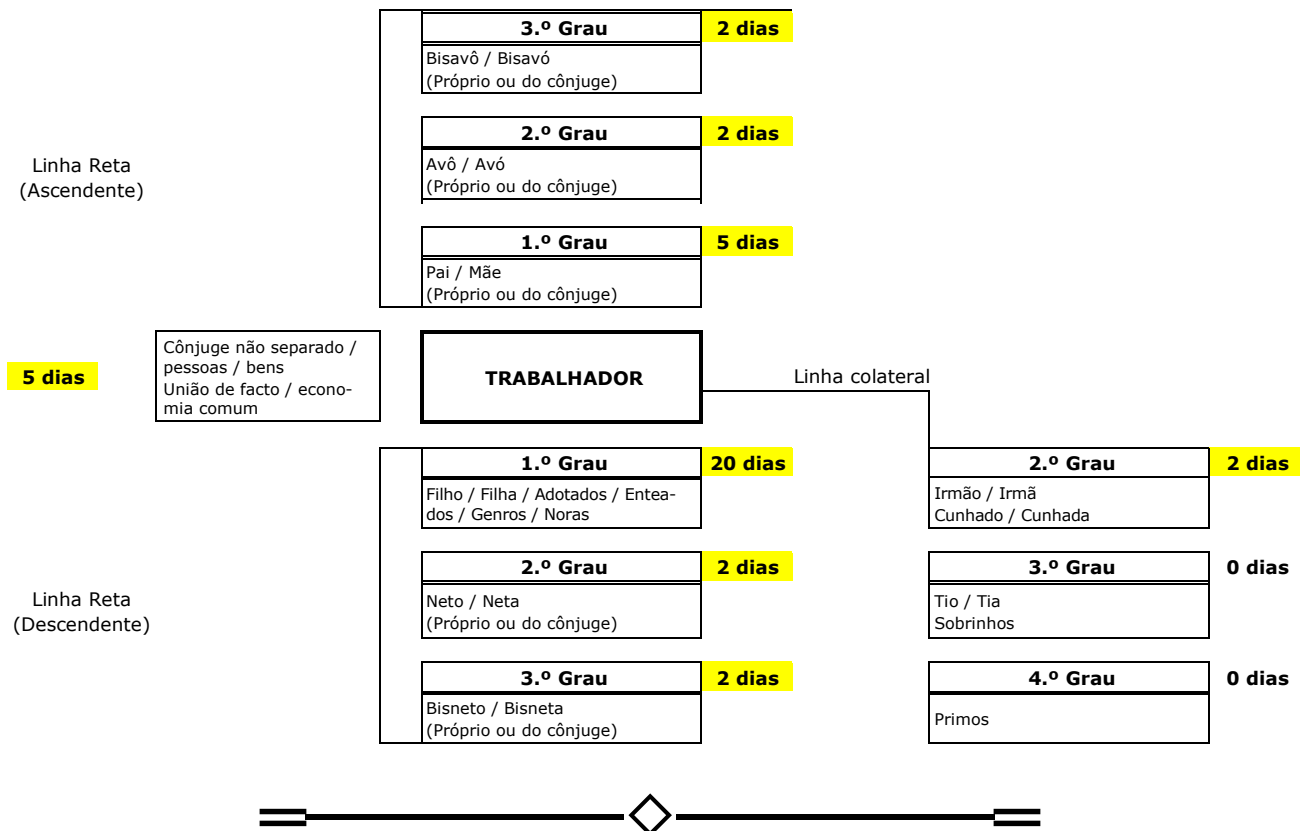 3.º Grau 2 dias
Bisavô / Bisavó
(Próprio ou do cônjuge)
2.º Grau 2 dias
Linha Reta
(Ascendente)
Avô / Avó
(Próprio ou do cônjuge)
1.º Grau 5 dias
Pai / Mãe
(Próprio ou do cônjuge)
5 dias
Cônjuge não separado /
pessoas / bens
União de facto / econo-
mia comum
TRABALHADOR
Linha colateral
1.º Grau 20 dias
Filho / Filha / Adotados / Entea-
dos / Genros / Noras
2.º Grau 2 dias
Irmão / Irmã
Cunhado / Cunhada
2.º Grau 2 dias
Neto / Neta
(Próprio ou do cônjuge)
3.º Grau 0 dias
Tio / Tia
Sobrinhos
Linha Reta
(Descendente)
3.º Grau 2 dias
Bisneto / Bisneta
(Próprio ou do cônjuge)
4.º Grau 0 dias
Primos